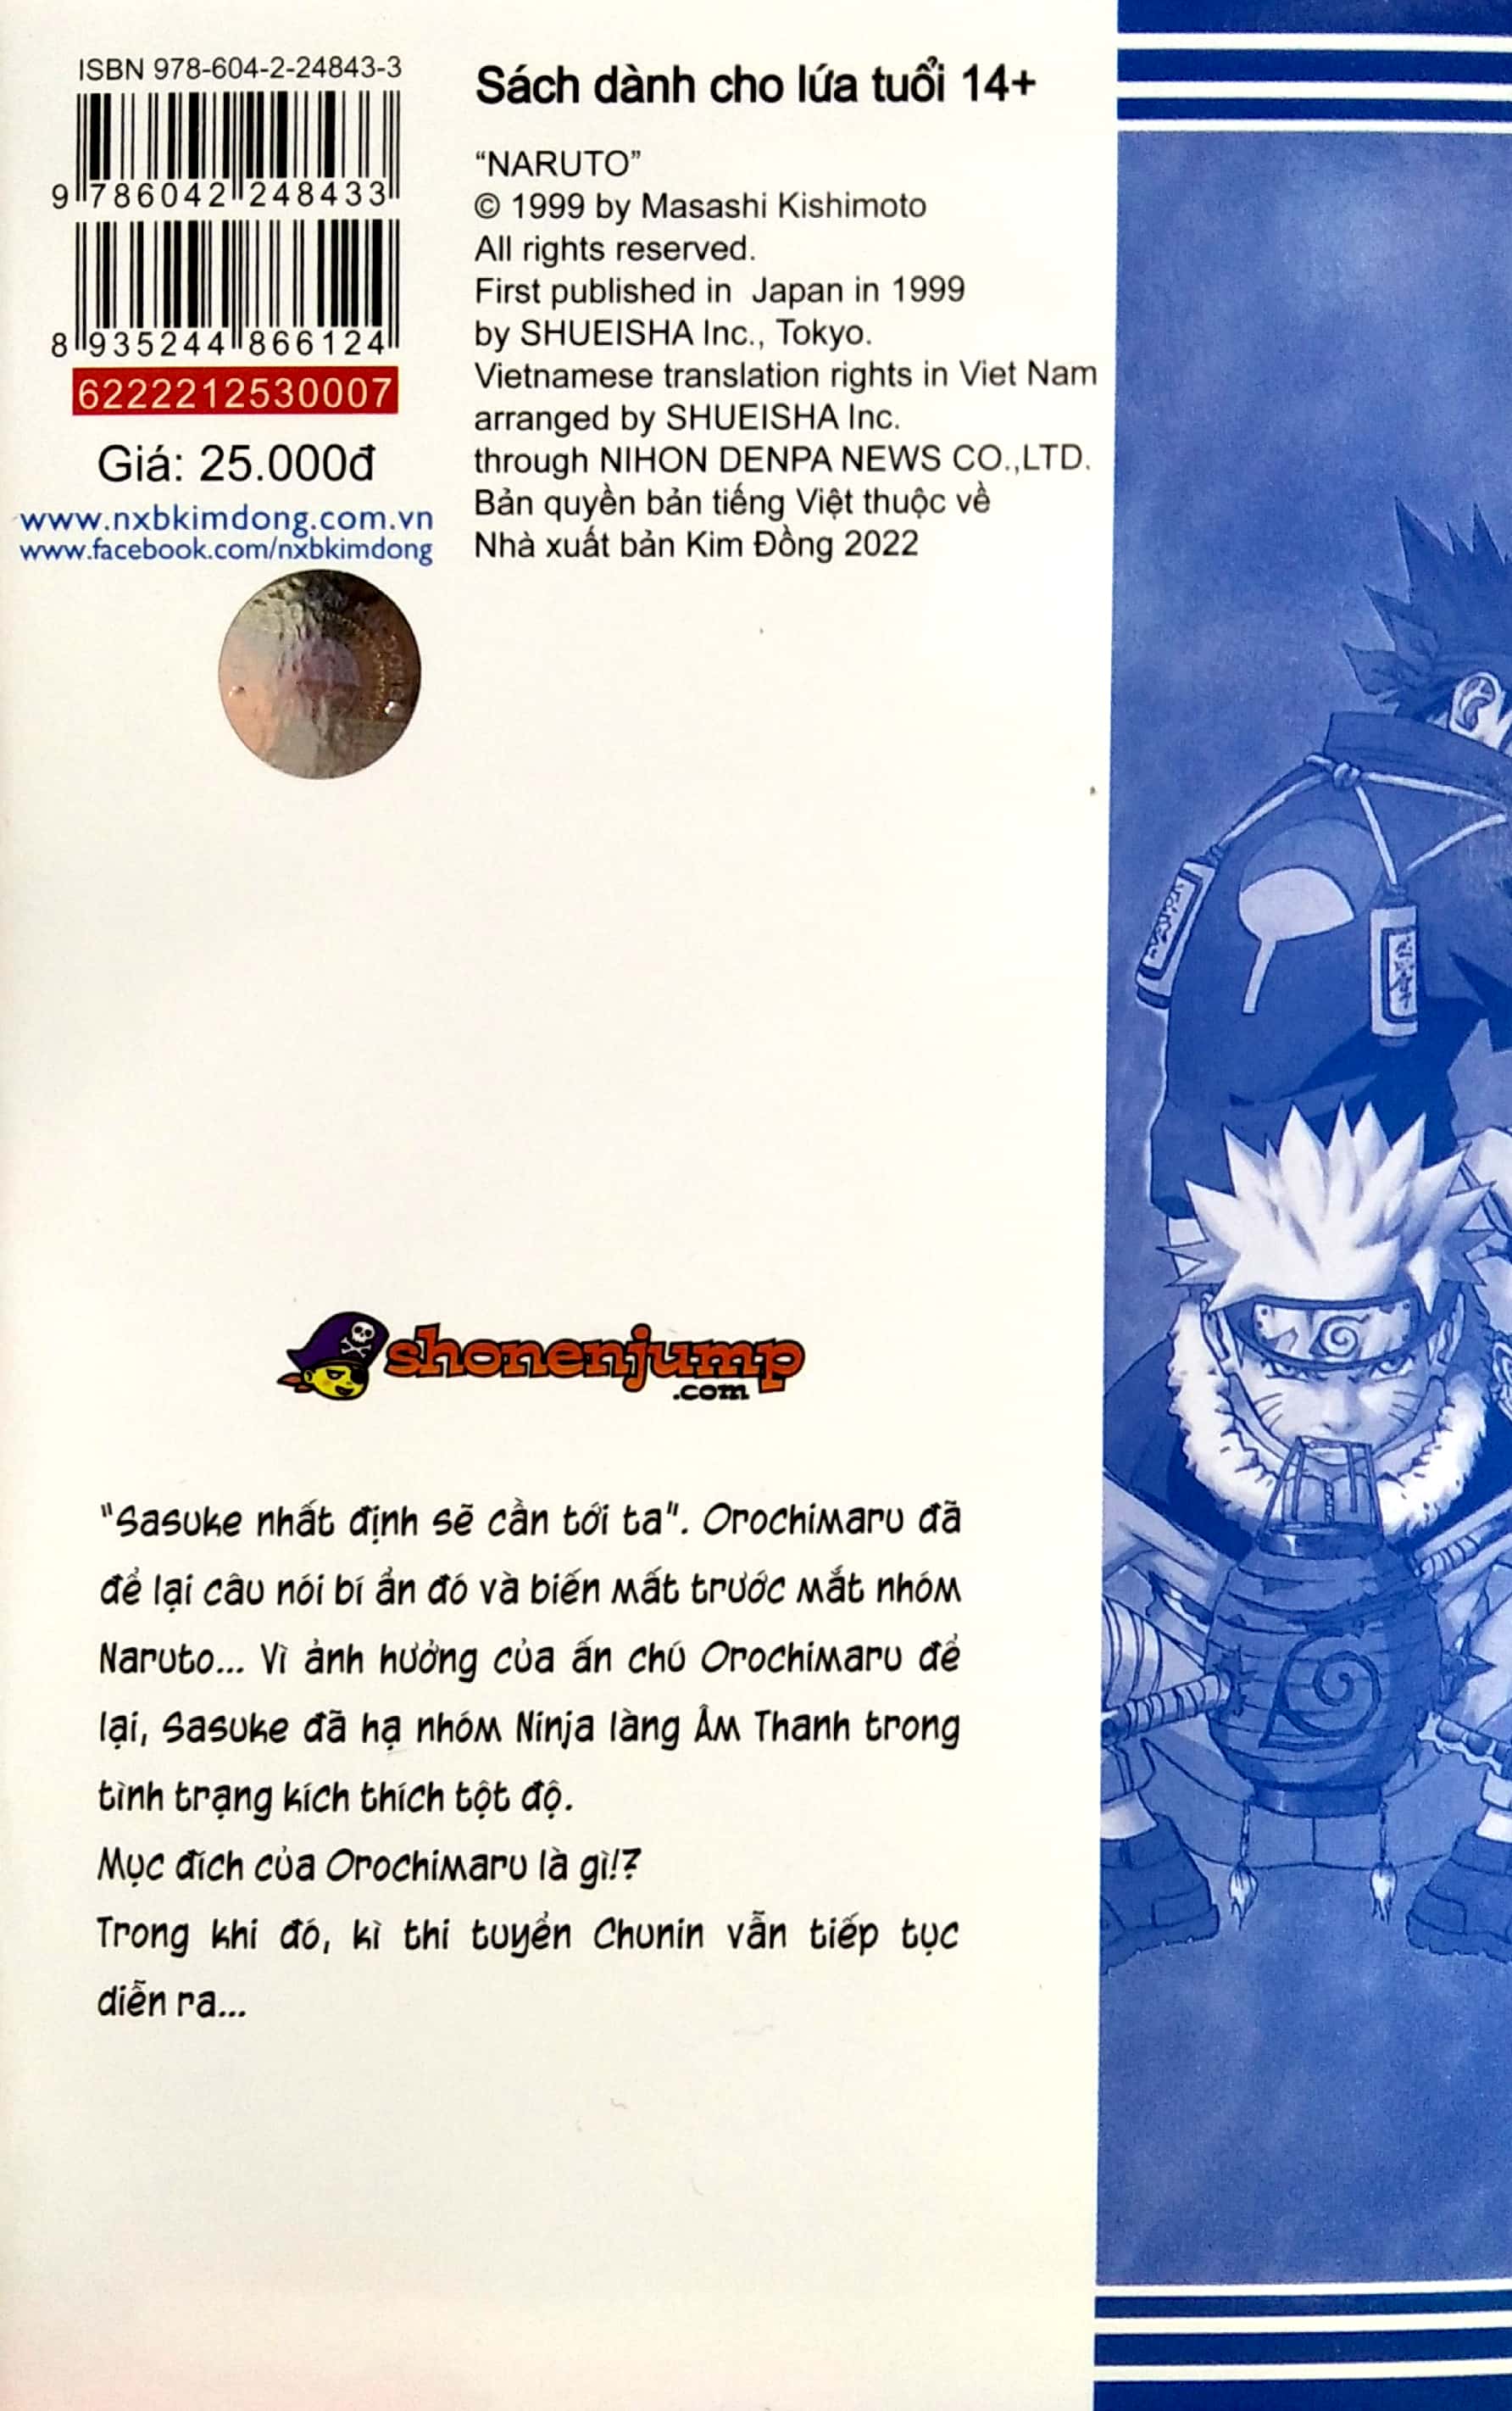 ISBN 978-604-2-24843-3
9 786042 248433
8 935244 866124
6222212530007
Giá: 25.000đ
www.nxbkimdong.com.vn
www.facebook.com/nxbkimdong
Sách dành cho lứa tuổi 14+
“NARUTO”
© 1999 by Masashi Kishimoto
All rights reserved.
First published in Japan in 1999
by SHUEISHA Inc., Tokyo.
Vietnamese translation rights in Viet Nam
arranged by SHUEISHA Inc.
through NIHON DENPA NEWS CO.,LTD.
Bản quyền bản tiếng Việt thuộc về
Nhà xuất bản Kim Đồng 2022
shonenjump
.com
"Sasuke nhất định sẽ cần tới ta". Orochimaru đã
để lại câu nói bí ẩn đó và biến mất trước mắt nhóm
Naruto... Vì ảnh hưởng của ấn chú Orochimaru để
lại, Sasuke đã hạ nhóm Ninja làng Âm Thanh trong
tình trạng kích thích tột độ.
Mục đích của Orochimaru là gì!?
Trong khi đó, kì thi tuyển Chunin vẫn tiếp tục
diễn ra...